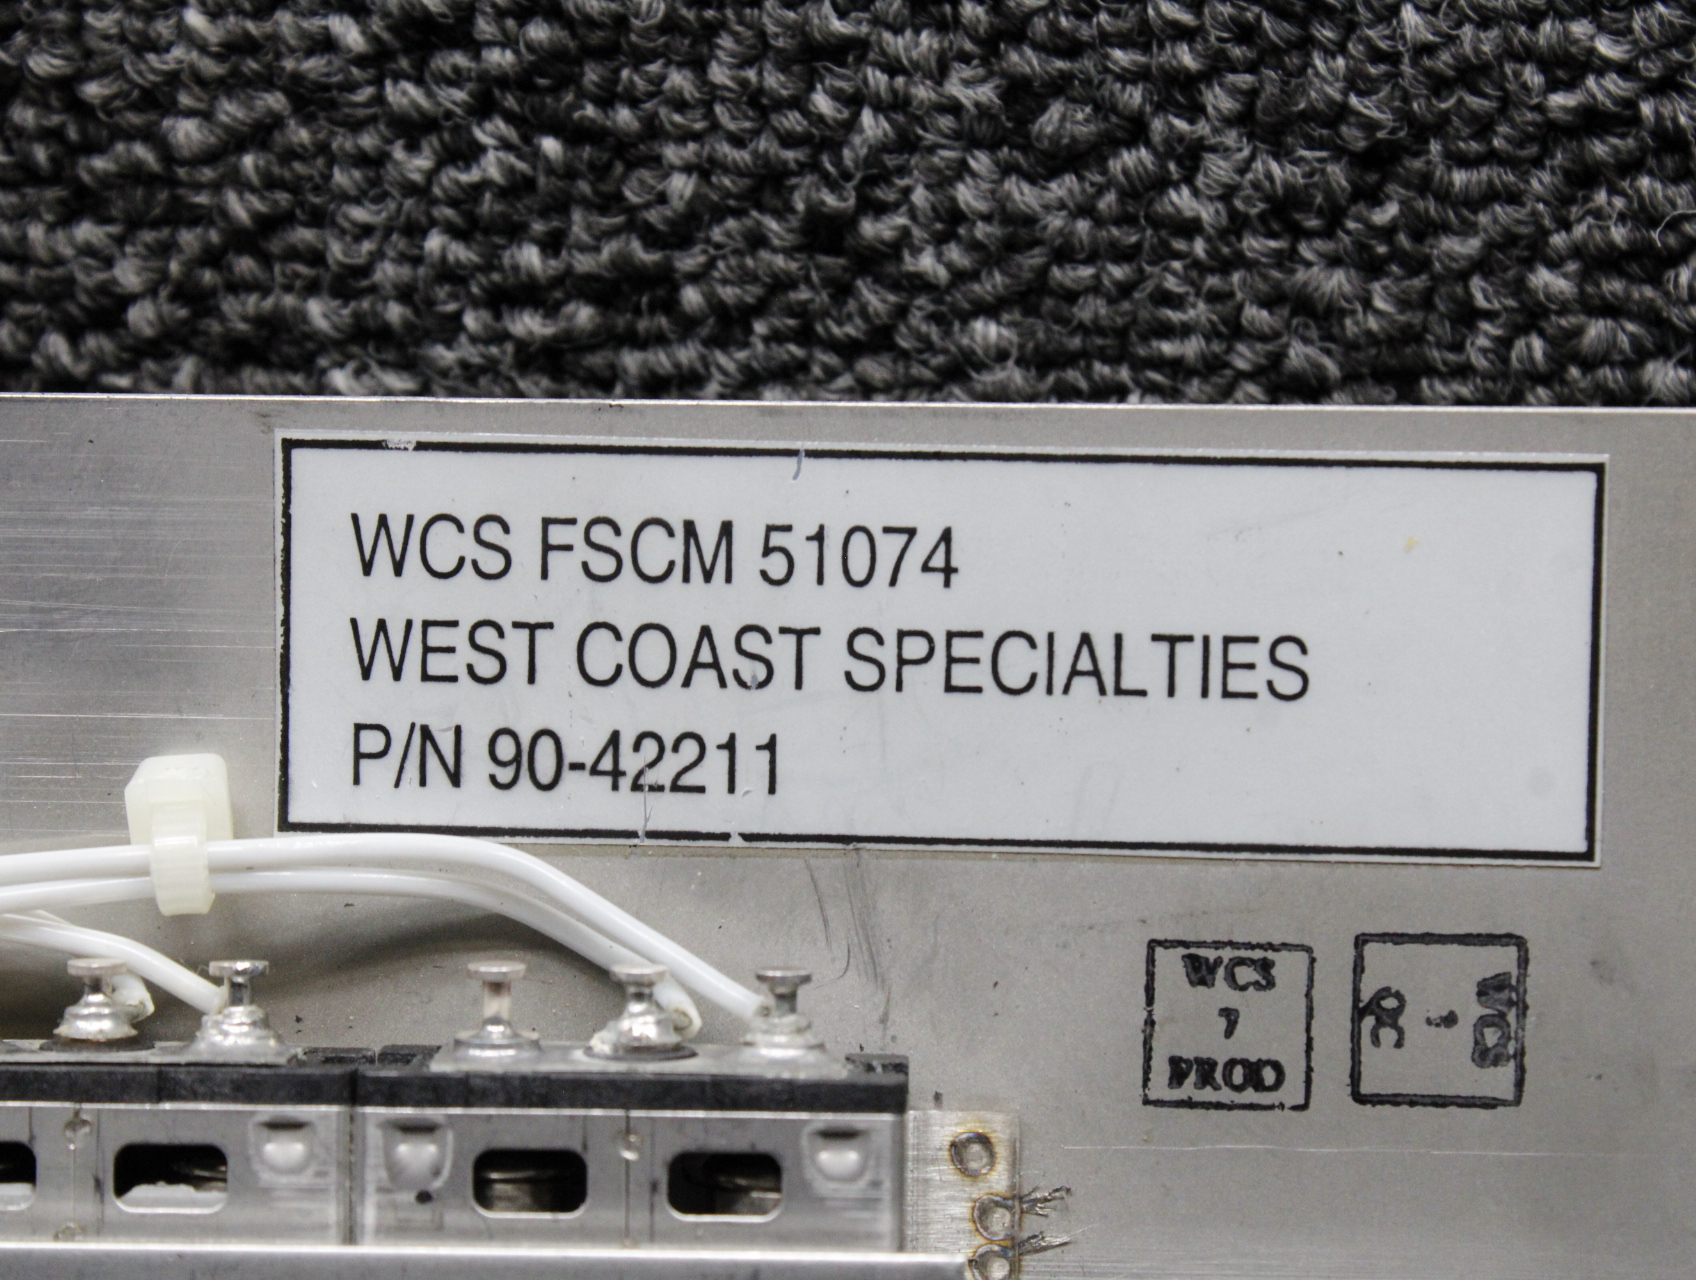 WCS FSCM 51074
WEST COAST SPECIALTIES
P/N 90-42211
WCS
7
PROD